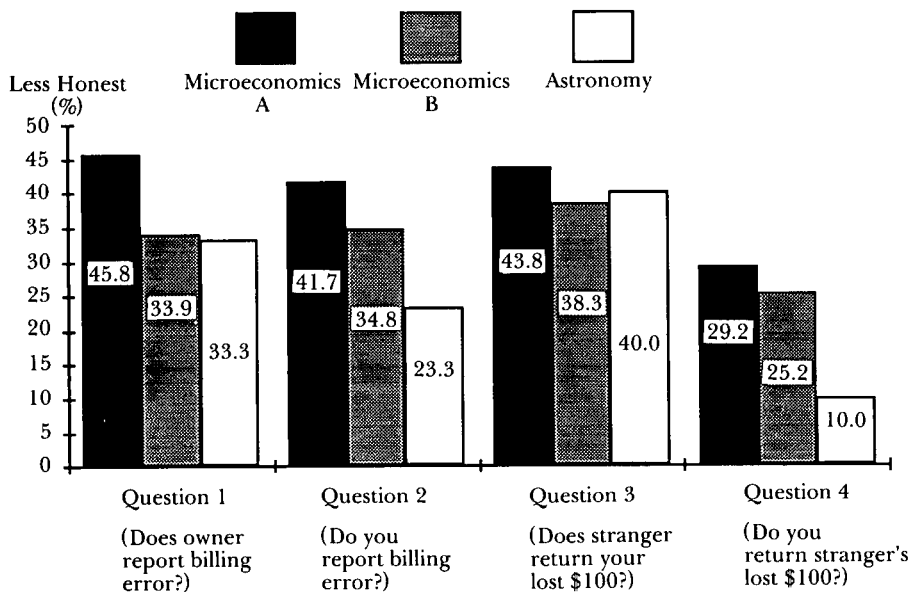 Less Honest
(%)
Microeconomics
A
Microeconomics
B
Astronomy
50
45
40
35
30
25
20
15
10
5
0
45.8
33.9
33.3
41.7
34.8
23.3
43.8
38.3
40.0
29.2
25.2
10.0
Question 1
(Does owner
report billing
error?)
Question 2
(Do you
report billing
error?)
Question 3
(Does stranger
return your
lost $100?)
Question 4
(Do you
return stranger's
lost $100?)